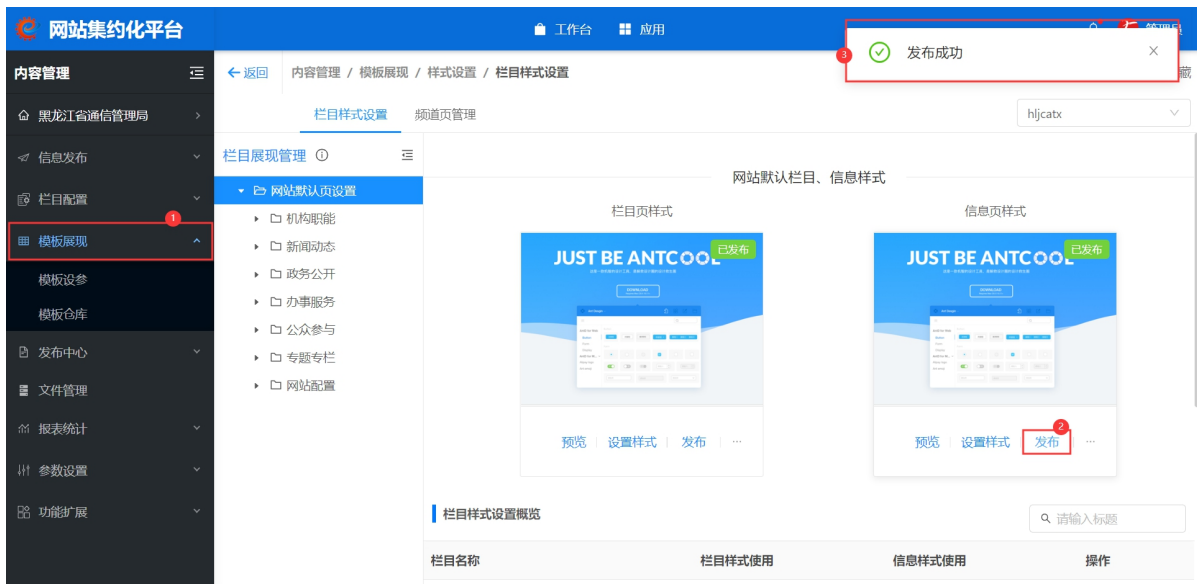 网站集约化平台
工作台
应用
管理员
3
发布成功
内容管理
返回
内容管理 / 模板展现 / 样式设置 / 栏目样式设置
藏
黑龙江省通信管理局
栏目样式设置
频道页管理
hljcatx
信息发布
栏目展现管理
网站默认栏目、信息样式
网站默认页设置
栏目配置
1
模板展现
机构职能
新闻动态
政务公开
办事服务
公众参与
专题专栏
网站配置
模板设参
模板仓库
发布中心
文件管理
报表统计
参数设置
功能扩展
栏目页样式
信息页样式
已发布
JUST BE ANTCOOL
DOWNLOAD
已发布
JUST BE ANTCOOL
DOWNLOAD
预览
设置样式
发布
...
预览
设置样式
2
发布
...
栏目样式设置概览
请输入标题
栏目名称
栏目样式使用
信息样式使用
操作